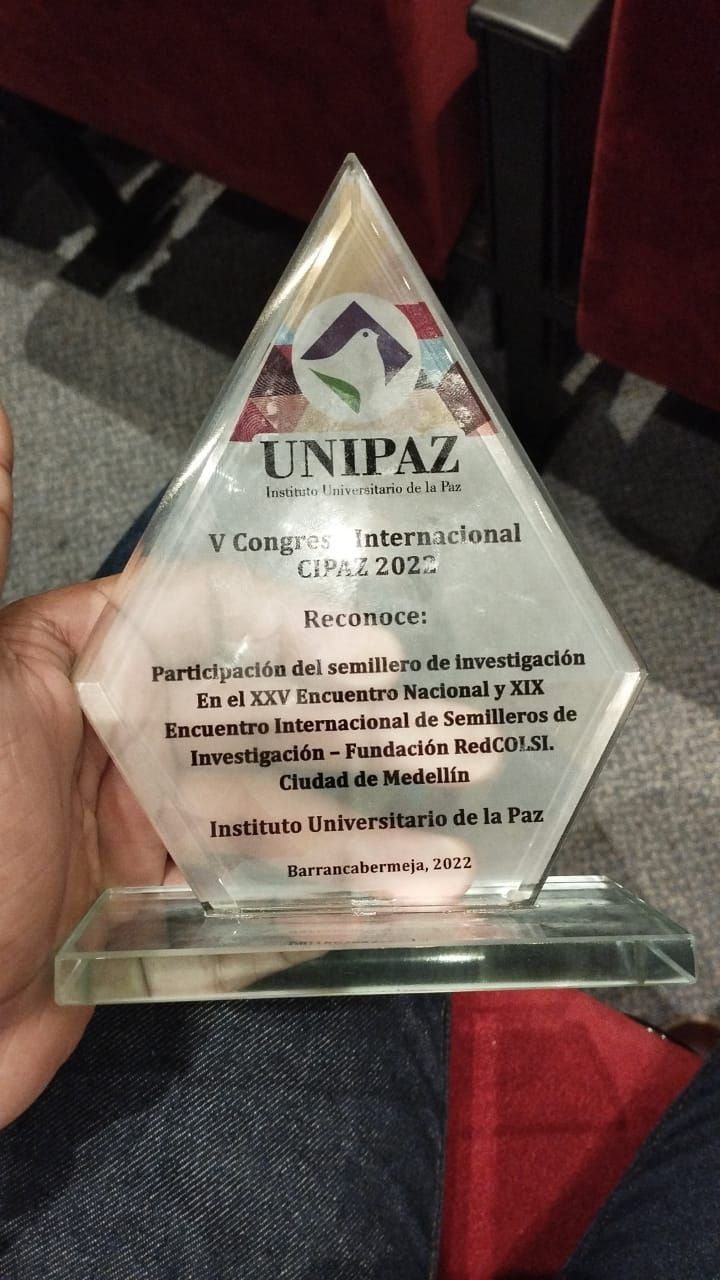 UNIPAZ
Instituto Universitario de la Paz
V Congres Internacional
CIPAZ 2022
Reconoce:
Participación del semillero de investigación
En el XXV Encuentro Nacional y XIX
Encuentro Internacional de Semilleros de
Investigación – Fundación RedCOLSI.
Ciudad de Medellín
Instituto Universitario de la Paz
Barrancabermeja, 2022